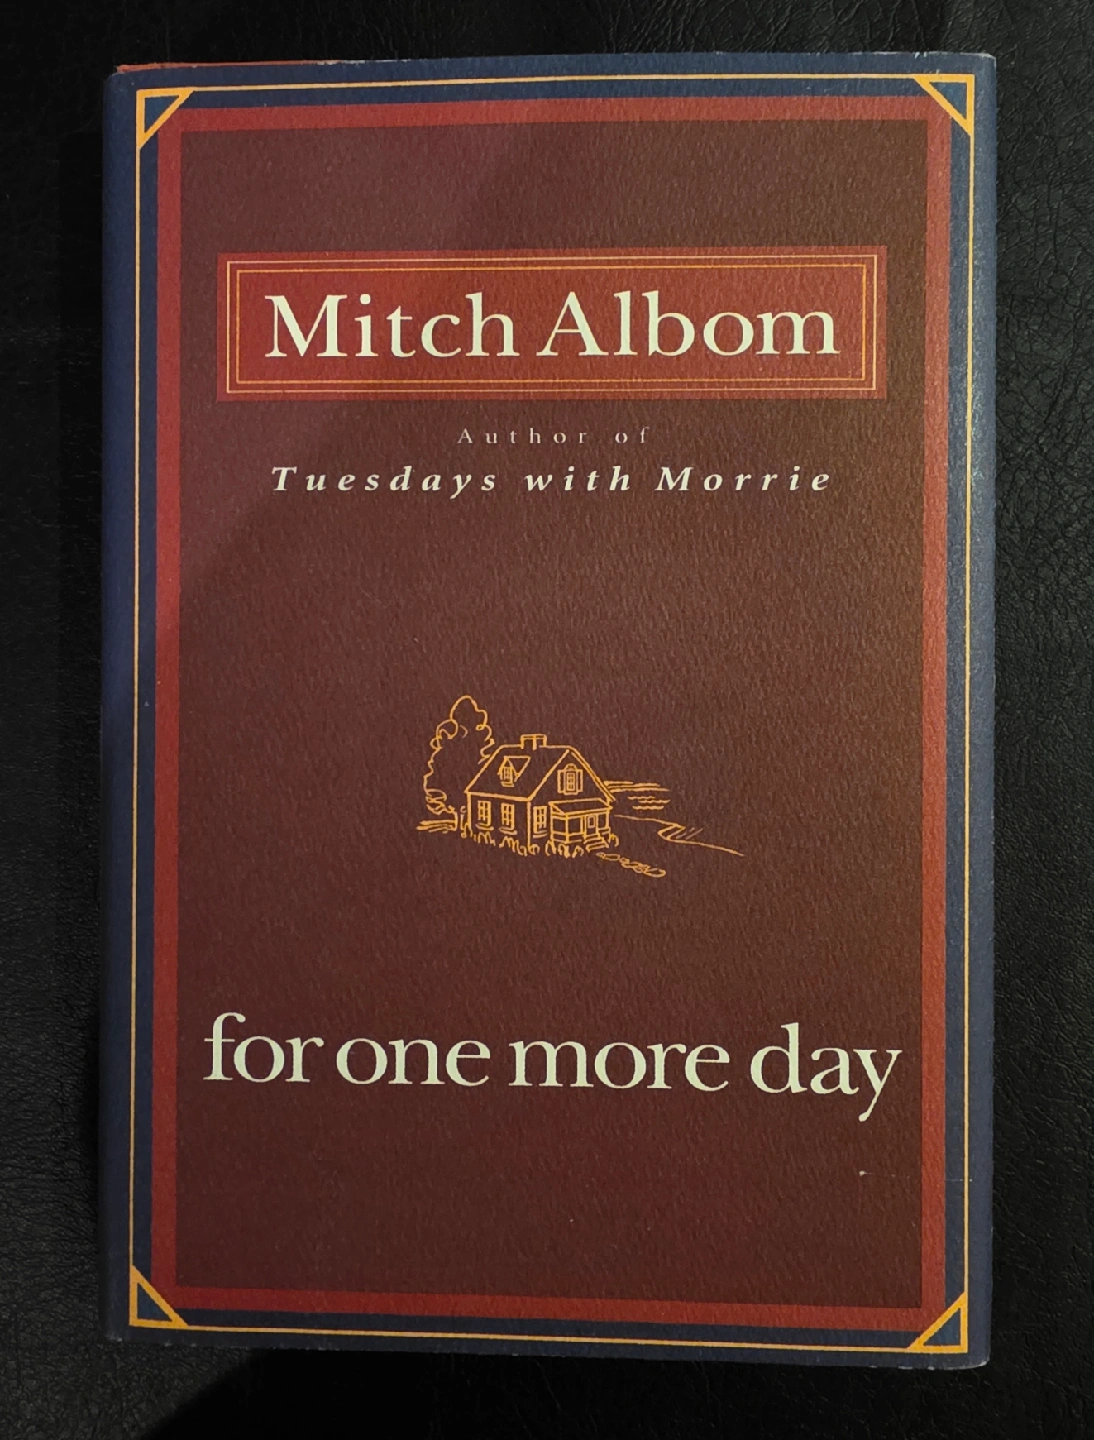 Mitch Albom
Author of
Tuesdays with Morrie
for one more day